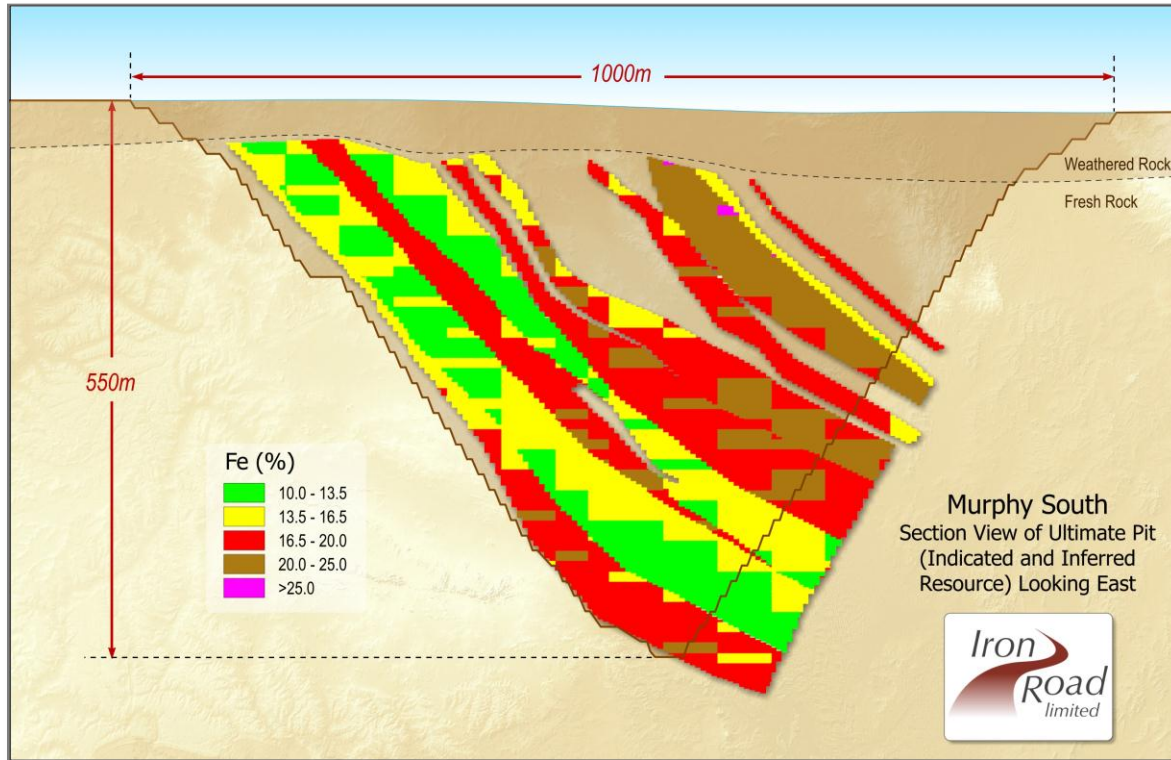 1000m
Weathered Rock
Fresh Rock
550m
Fe (%)
10.0 - 13.5
13.5 - 16.5
16.5 - 20.0
20.0 - 25.0
>25.0
Murphy South
Section View of Ultimate Pit
(Indicated and Inferred
Resource) Looking East
Iron
Road
limited